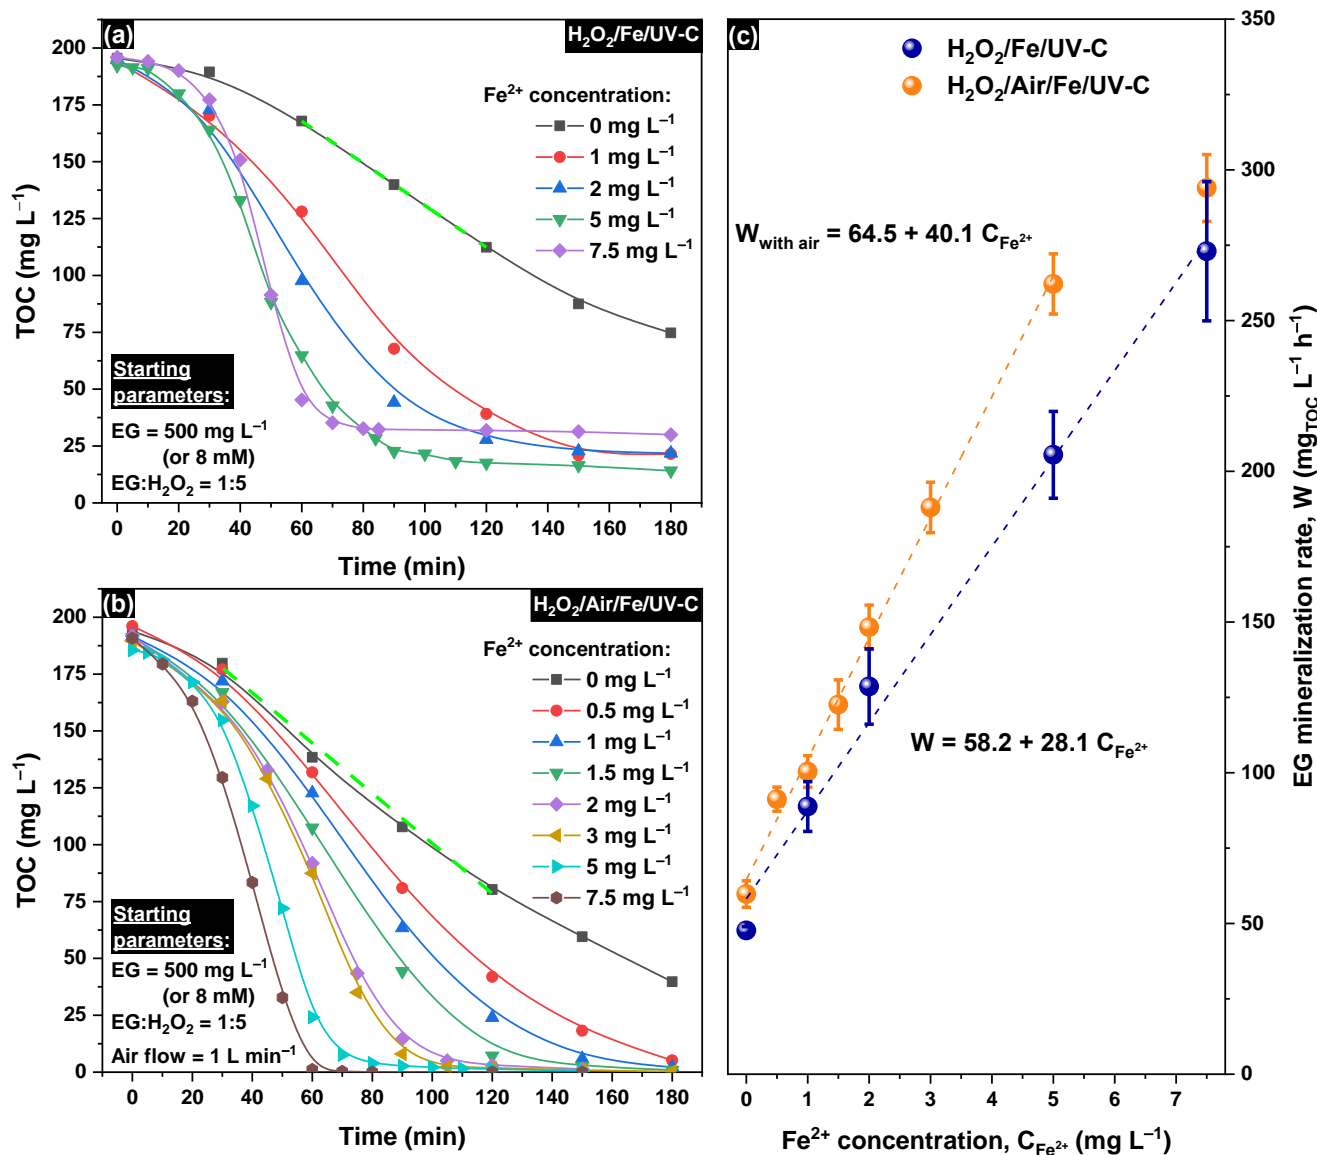 (a)
H₂O₂/Fe/UV-C
200
175
150
125
100
75
50
25
0
TOC (mg L⁻¹)
Fe²⁺ concentration:
0 mg L⁻¹
1 mg L⁻¹
2 mg L⁻¹
5 mg L⁻¹
7.5 mg L⁻¹
Starting
parameters:
EG = 500 mg L⁻¹
(or 8 mM)
EG:H₂O₂ = 1:5
0 20 40 60 80 100 120 140 160 180
Time (min)
(b)
H₂O₂/Air/Fe/UV-C
200
175
150
125
100
75
50
25
0
TOC (mg L⁻¹)
Fe²⁺ concentration:
0 mg L⁻¹
0.5 mg L⁻¹
1 mg L⁻¹
1.5 mg L⁻¹
2 mg L⁻¹
3 mg L⁻¹
5 mg L⁻¹
7.5 mg L⁻¹
Starting
parameters:
EG = 500 mg L⁻¹
(or 8 mM)
EG:H₂O₂ = 1:5
Air flow = 1 L min⁻¹
0 20 40 60 80 100 120 140 160 180
Time (min)
(c)
H₂O₂/Fe/UV-C
H₂O₂/Air/Fe/UV-C
W with air = 64.5 + 40.1 C Fe²⁺
W = 58.2 + 28.1 C Fe²⁺
350
300
250
200
150
100
50
0
EG mineralization rate, W (mg TOC L⁻¹ h⁻¹)
0 1 2 3 4 5 6 7
Fe²⁺ concentration, C Fe²⁺ (mg L⁻¹)